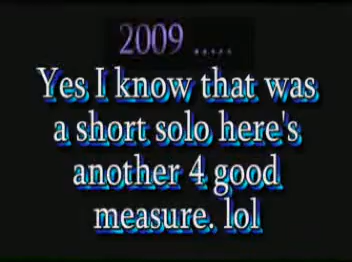 2009 .....
Yes I know that was
a short solo here's
another 4 good
measure. lol